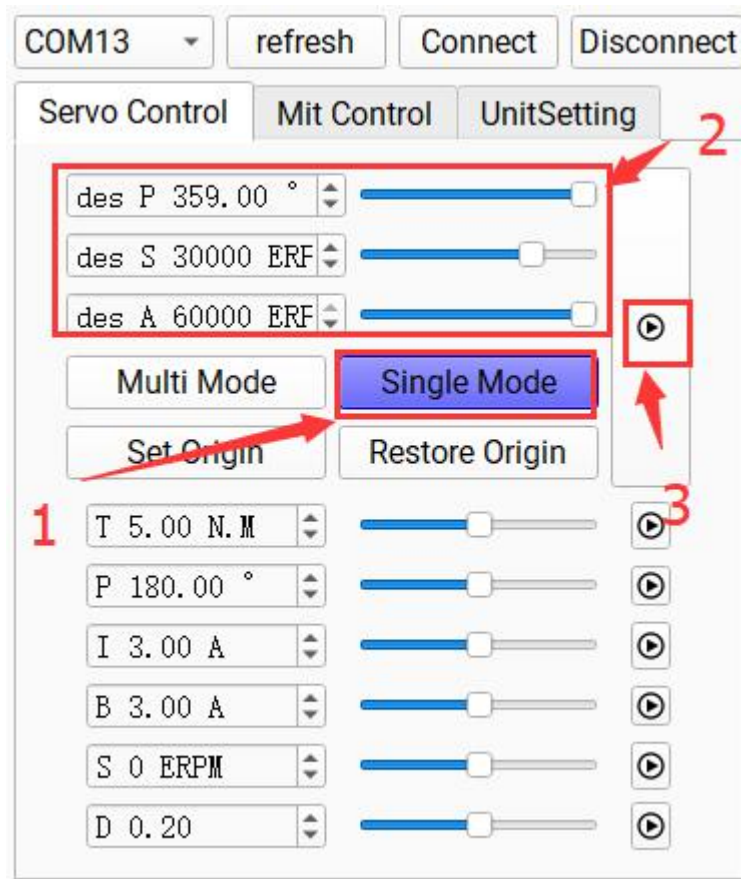 COM13 refresh Connect Disconnect
Servo Control Mit Control UnitSetting
2
des P 359.00 °
des S 30000 ERF
des A 60000 ERF
Multi Mode Single Mode
Set Origin Restore Origin
1
3
T 5.00 N.M
P 180.00 °
I 3.00 A
B 3.00 A
S 0 ERPM
D 0.20